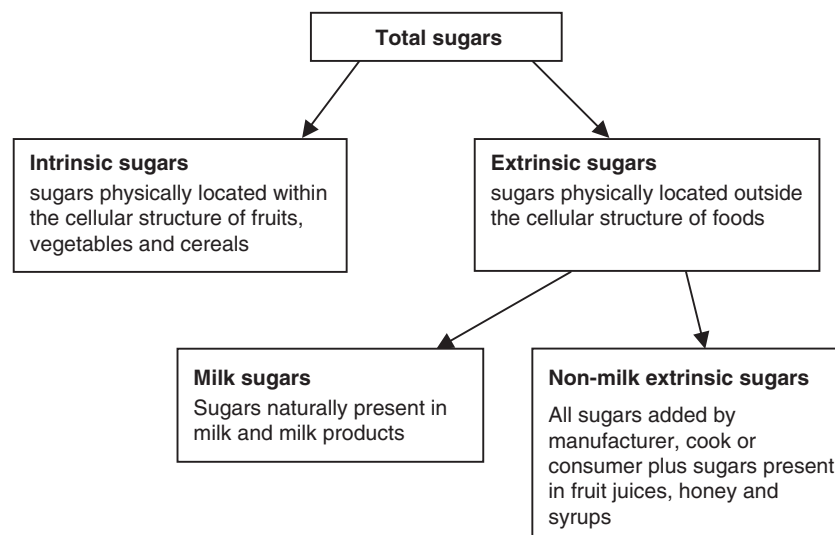 Total sugars
Intrinsic sugars
sugars physically located within
the cellular structure of fruits,
vegetables and cereals
Extrinsic sugars
sugars physically located outside
the cellular structure of foods
Milk sugars
Sugars naturally present in
milk and milk products
Non-milk extrinsic sugars
All sugars added by
manufacturer, cook or
consumer plus sugars present
in fruit juices, honey and
syrups